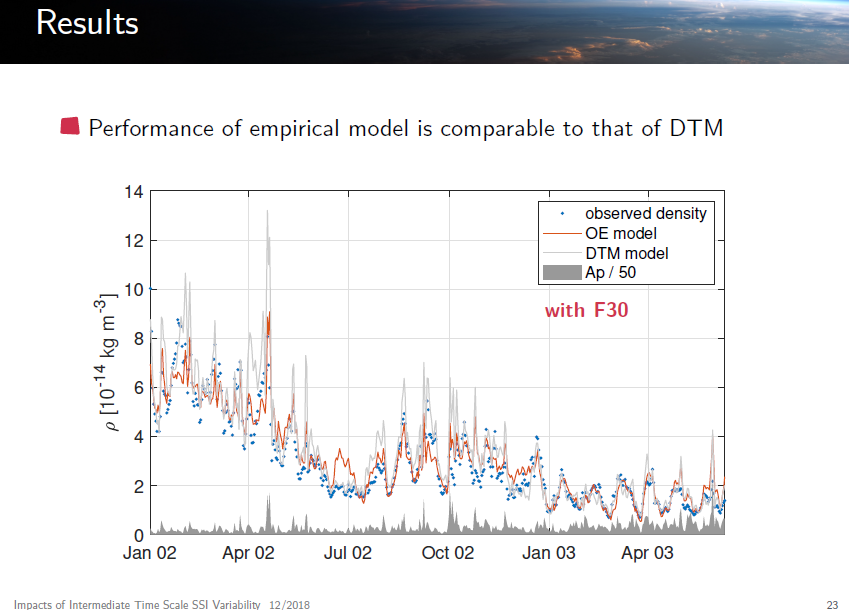 Results
Performance of empirical model is comparable to that of DTM
14
12
10
8
6
4
2
0
ρ [10⁻¹⁴ kg m⁻³]
observed density
OE model
DTM model
Ap / 50
with F30
Jan 02 Apr 02 Jul 02 Oct 02 Jan 03 Apr 03
Impacts of Intermediate Time Scale SSI Variability 12/2018 23